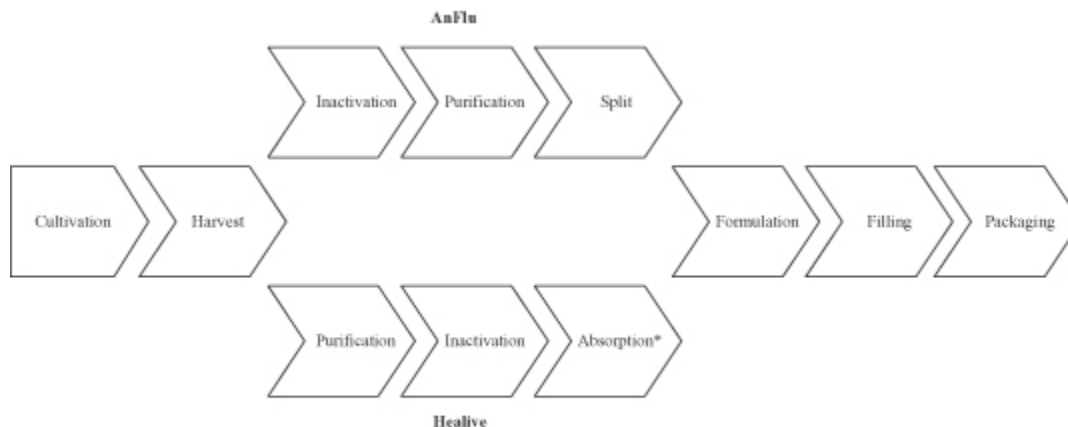 AnFlu
Inactivation
Purification
Split
Cultivation
Harvest
Formulation
Filling
Packaging
Purification
Inactivation
Absorption*
Healive